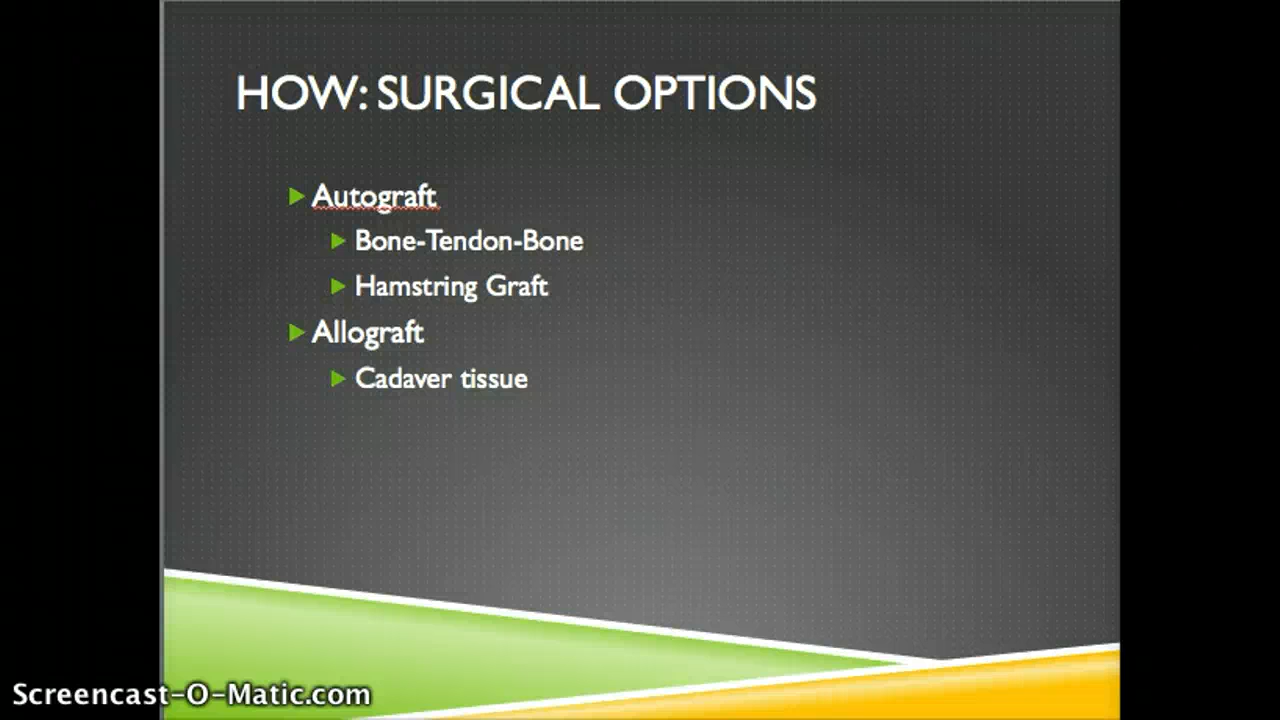 HOW: SURGICAL OPTIONS
Autograft
Bone-Tendon-Bone
Hamstring Graft
Allograft
Cadaver tissue
Screencast-O-Matic.com